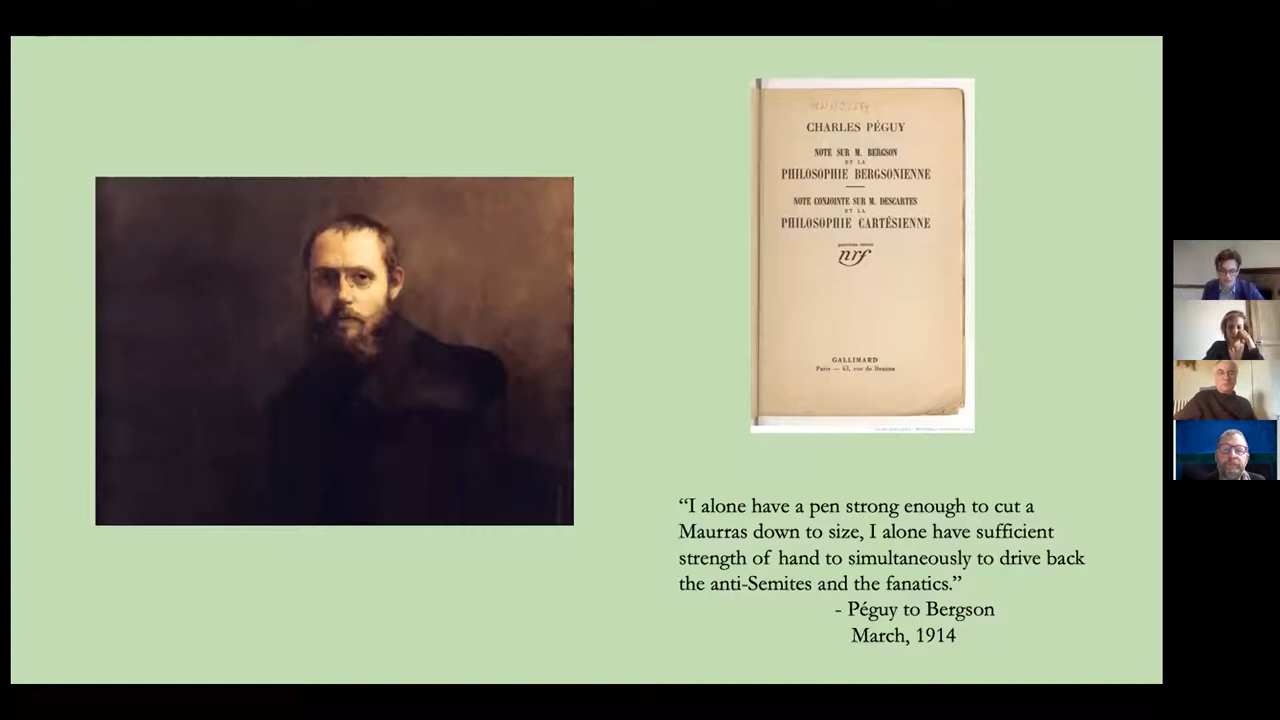 CHARLES PÉGUY
NOTE SUR M. BERGSON
ET LA
PHILOSOPHIE BERGSONIENNE
NOTE CONJOINTE SUR M. DESCARTES
ET LA
PHILOSOPHIE CARTÉSIENNE
nrf
GALLIMARD
Paris — 43, rue de Beaune
“I alone have a pen strong enough to cut a
Maurras down to size, I alone have sufficient
strength of hand to simultaneously to drive back
the anti-Semites and the fanatics.”
- Péguy to Bergson
March, 1914